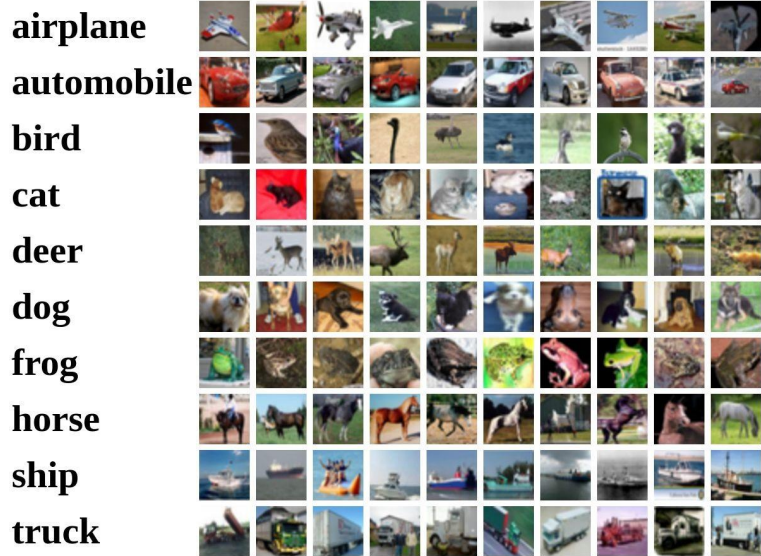 airplane
automobile
bird
cat
deer
dog
frog
horse
ship
truck